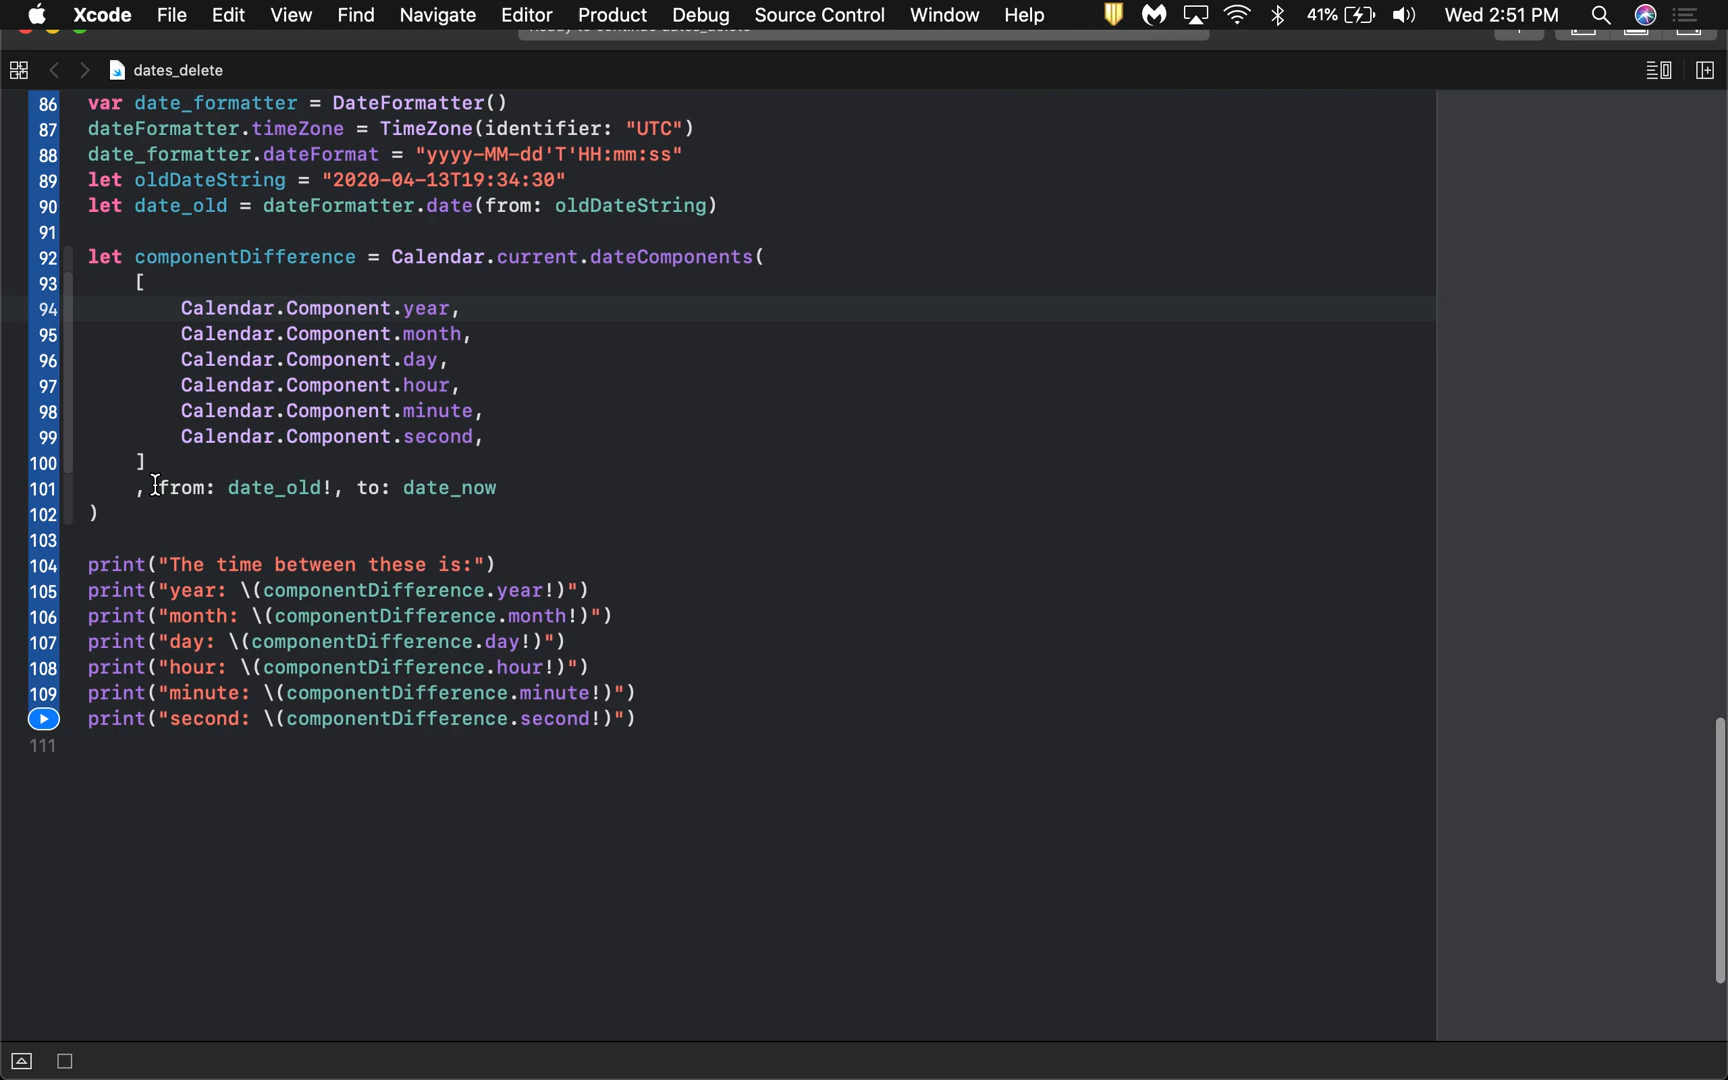 Xcode File Edit View Find Navigate Editor Product Debug Source Control Window Help 41% Wed 2:51 PM
Ready to continue dates_delete
dates_delete
86 var date_formatter = DateFormatter()
87 dateFormatter.timeZone = TimeZone(identifier: "UTC")
88 date_formatter.dateFormat = "yyyy-MM-dd'T'HH:mm:ss"
89 let oldDateString = "2020-04-13T19:34:30"
90 let date_old = dateFormatter.date(from: oldDateString)
91
92 let componentDifference = Calendar.current.dateComponents(
93 [
94 Calendar.Component.year,
95 Calendar.Component.month,
96 Calendar.Component.day,
97 Calendar.Component.hour,
98 Calendar.Component.minute,
99 Calendar.Component.second,
100 ]
101 , from: date_old!, to: date_now
102 )
103
104 print("The time between these is:")
105 print("year: \(componentDifference.year!)")
106 print("month: \(componentDifference.month!)")
107 print("day: \(componentDifference.day!)")
108 print("hour: \(componentDifference.hour!)")
109 print("minute: \(componentDifference.minute!)")
print("second: \(componentDifference.second!)")
111